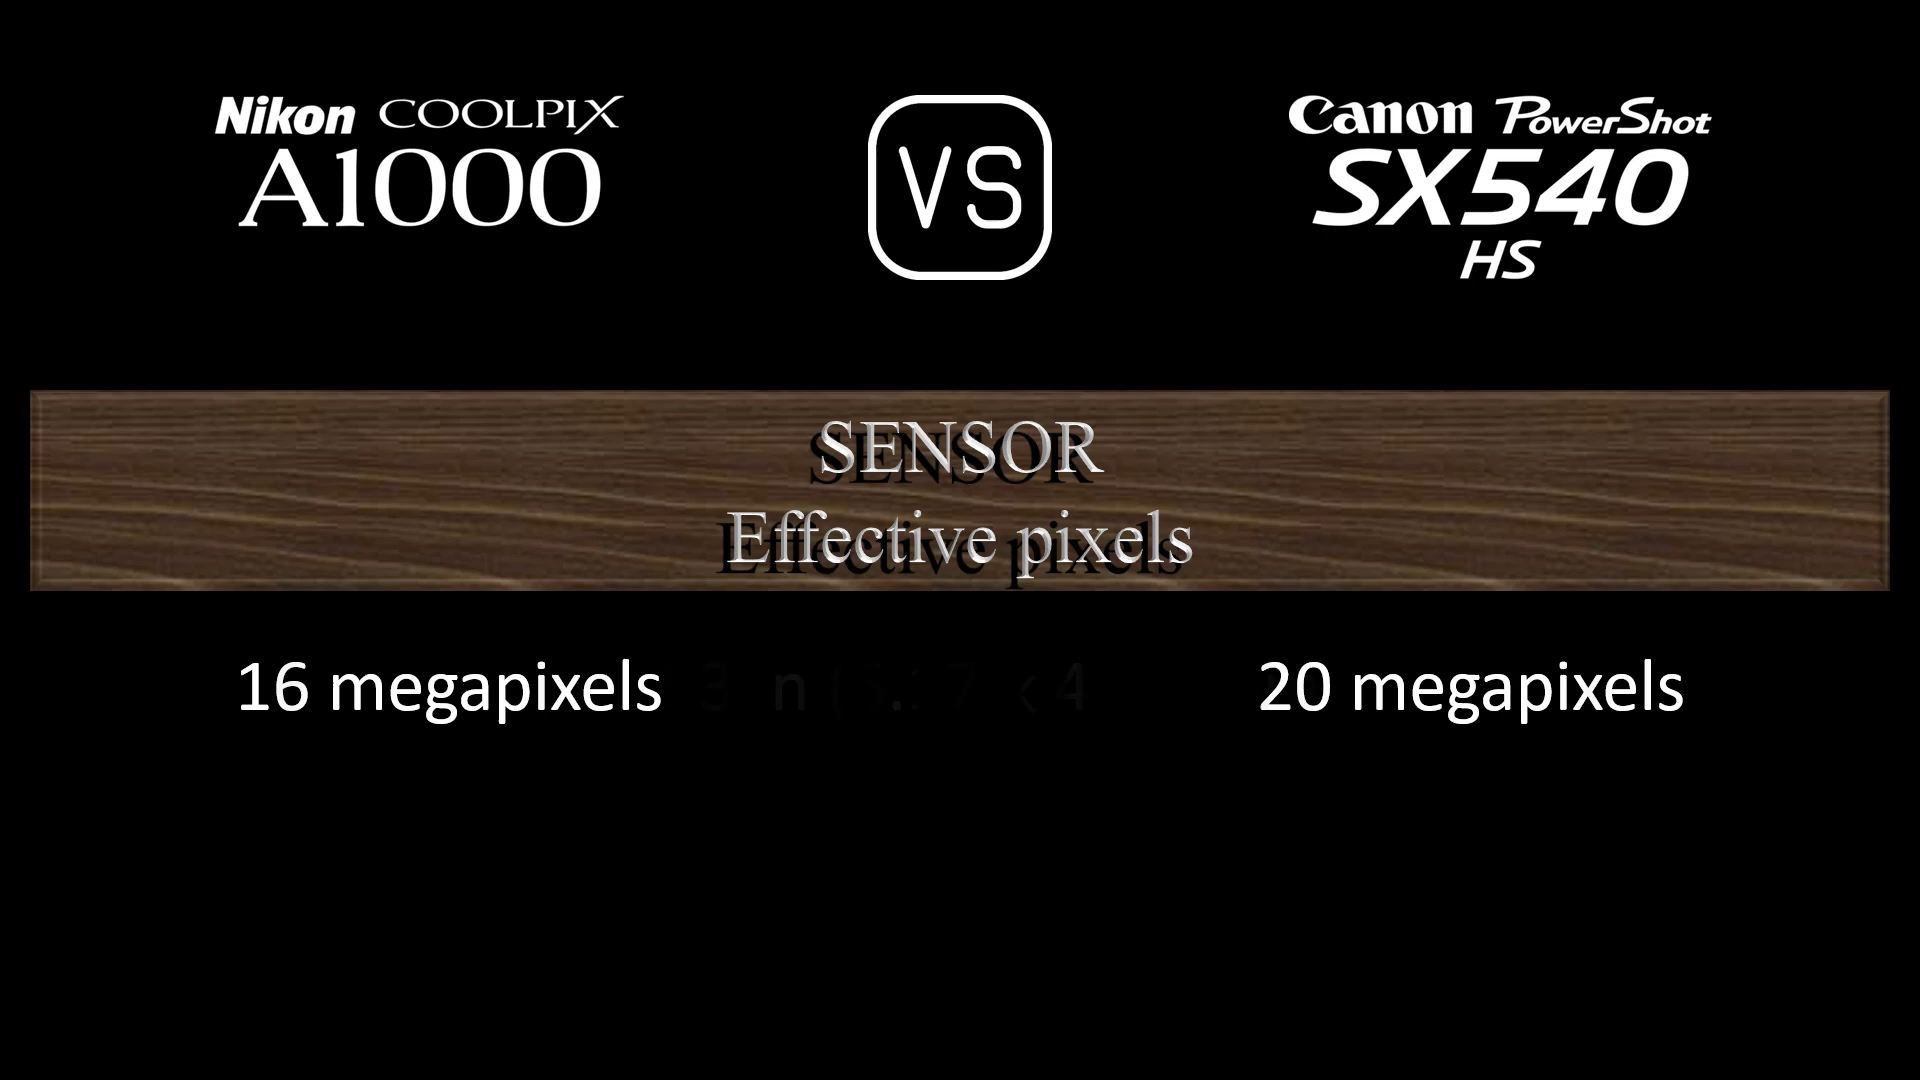 Nikon COOLPIX
A1000
VS
Canon PowerShot
SX540
HS
SENSOR
Effective pixels
16 megapixels
20 megapixels